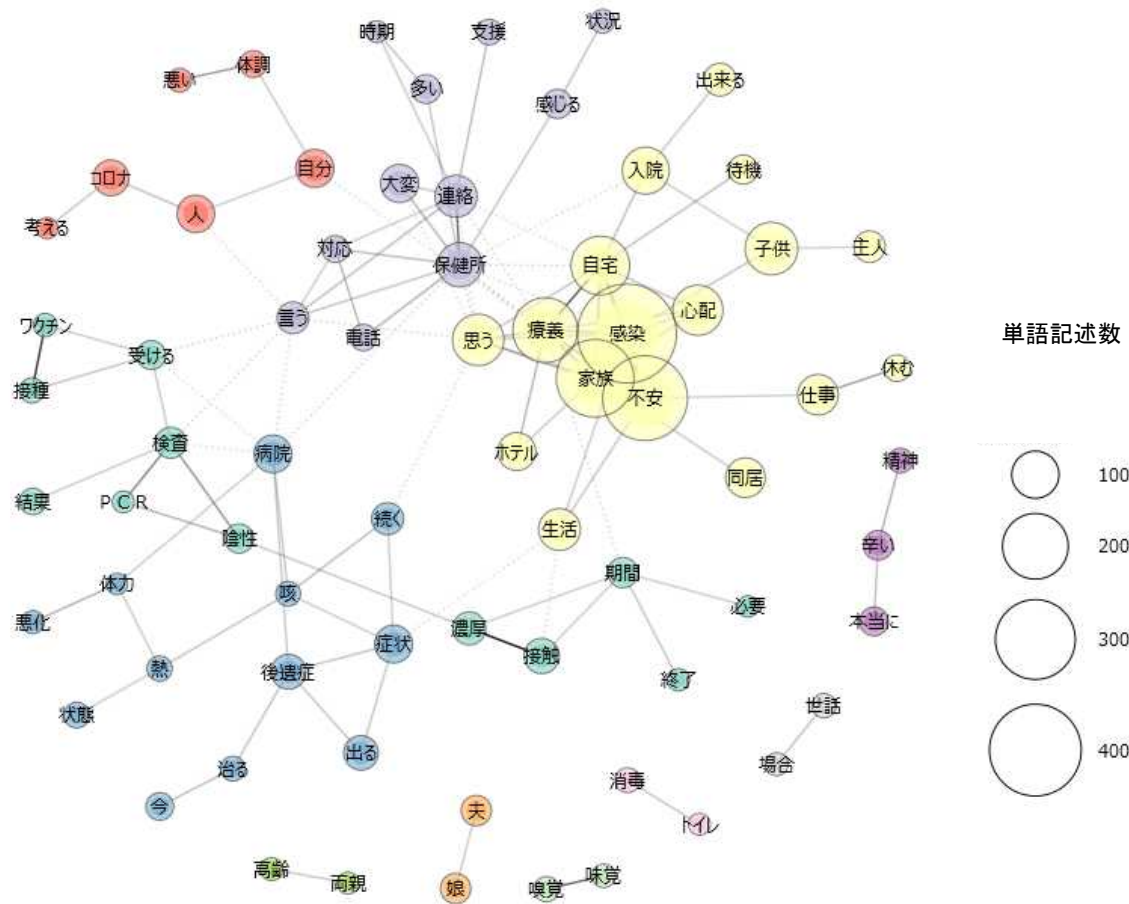 時期
支援
状況
悪い
体調
多い
感じる
出来る
コロナ
自分
大変
連絡
入院
待機
考える
人
対応
保健所
自宅
子供
主人
言う
電話
思う
療義
感染
心配
単語記述数
ワクチン
受ける
接種
家族
不安
仕事
休む
検査
病院
ホテル
同居
精神
100
結果
PCR
陰性
続く
生活
辛い
200
体力
咳
期間
悪化
濃厚
接触
必要
本当に
300
熱
後遺症
症状
終了
状態
世話
治る
出る
場合
400
今
消毒
トイレ
夫
高齢
両親
娘
嗅覚
味覚